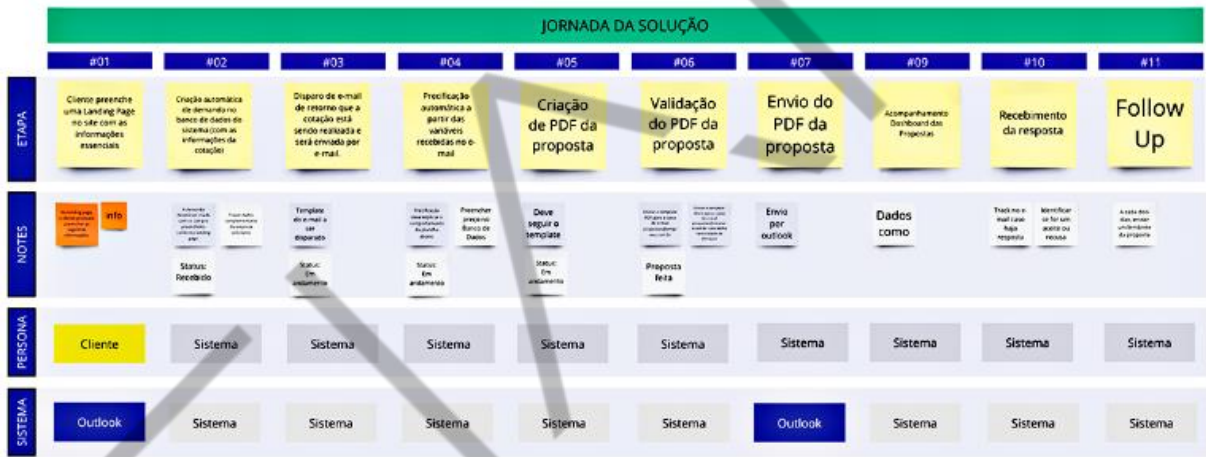 JORNADA DA SOLUÇÃO
#01 #02 #03 #04 #05 #06 #07 #09 #10 #11
ETAPA
Cliente preenche
uma Landing Page
no site com as
informações
essenciais
Criação automática
de demanda no
banco de dados do
sistema (com as
informações da
cotação)
Disparo de e-mail
de retorno que a
cotação está
sendo realizada e
será enviada por
e-mail.
Precificação
automática a
partir das
variáveis
recebidas no e-
mail
Criação
de PDF da
proposta
Validação
do PDF da
proposta
Envio do
PDF da
proposta
Acompanhamento
Dashboard das
Propostas
Recebimento
da resposta
Follow
Up
NOTES
Info
Status:
Recebido
Template
do e-mail a
ser
disparado
Status:
Em
andamento
Preencher
preço no
Banco de
Dados
Status:
Em
andamento
Deve
seguir o
template
Status:
Em
andamento
Proposta
feita
Envio
por
outlook
Dados
como
Track no e-
mail caso
haja
resposta
Identificar
se foi um
aceite ou
recusa
PERSONA
Cliente Sistema Sistema Sistema Sistema Sistema Sistema Sistema Sistema Sistema
SISTEMA
Outlook Sistema Sistema Sistema Sistema Sistema Outlook Sistema Sistema Sistema